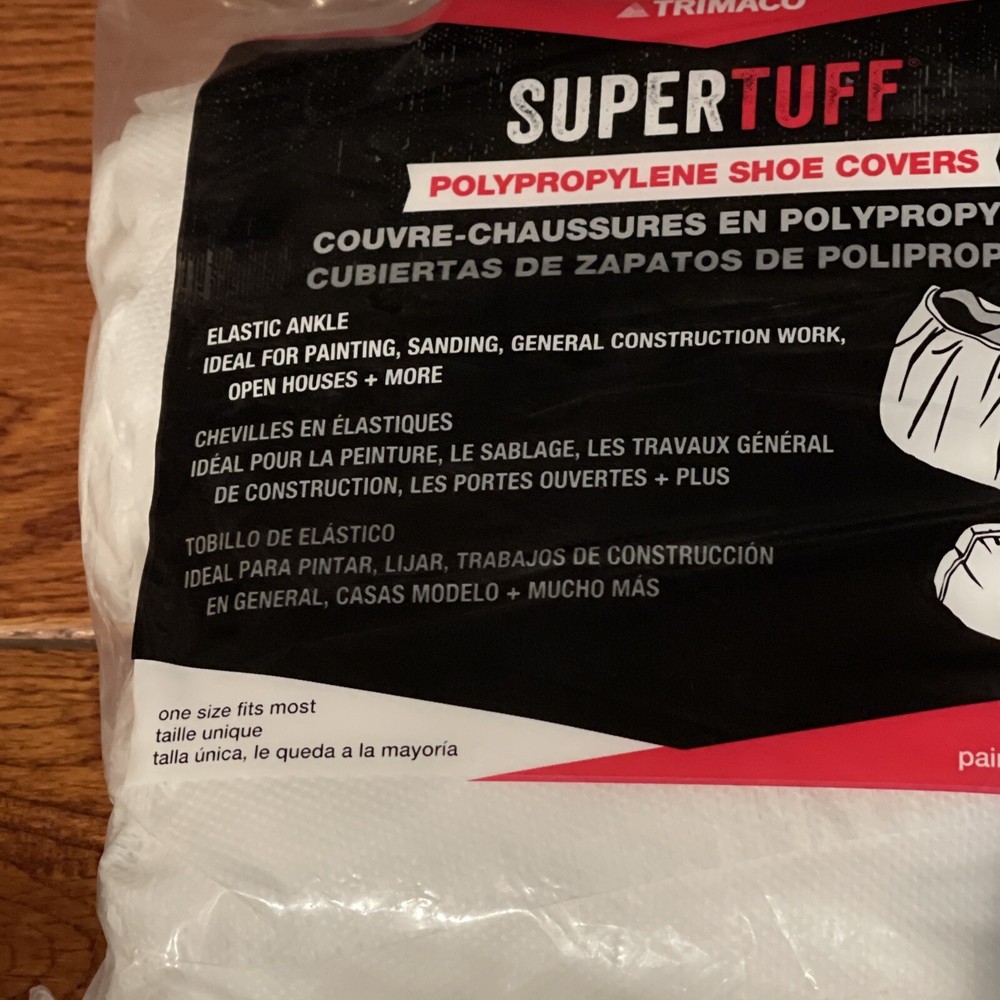 TRIMACO
SUPERTUFF®
POLYPROPYLENE SHOE COVERS
COUVRE-CHAUSSURES EN POLYPROPY
CUBIERTAS DE ZAPATOS DE POLIPROP
ELASTIC ANKLE
IDEAL FOR PAINTING, SANDING, GENERAL CONSTRUCTION WORK,
OPEN HOUSES + MORE
CHEVILLES EN ÉLASTIQUES
IDÉAL POUR LA PEINTURE, LE SABLAGE, LES TRAVAUX GÉNÉRAL
DE CONSTRUCTION, LES PORTES OUVERTES + PLUS
TOBILLO DE ELÁSTICO
IDEAL PARA PINTAR, LIJAR, TRABAJOS DE CONSTRUCCIÓN
EN GENERAL, CASAS MODELO + MUCHO MÁS
one size fits most
taille unique
talla única, le queda a la mayoría
pai